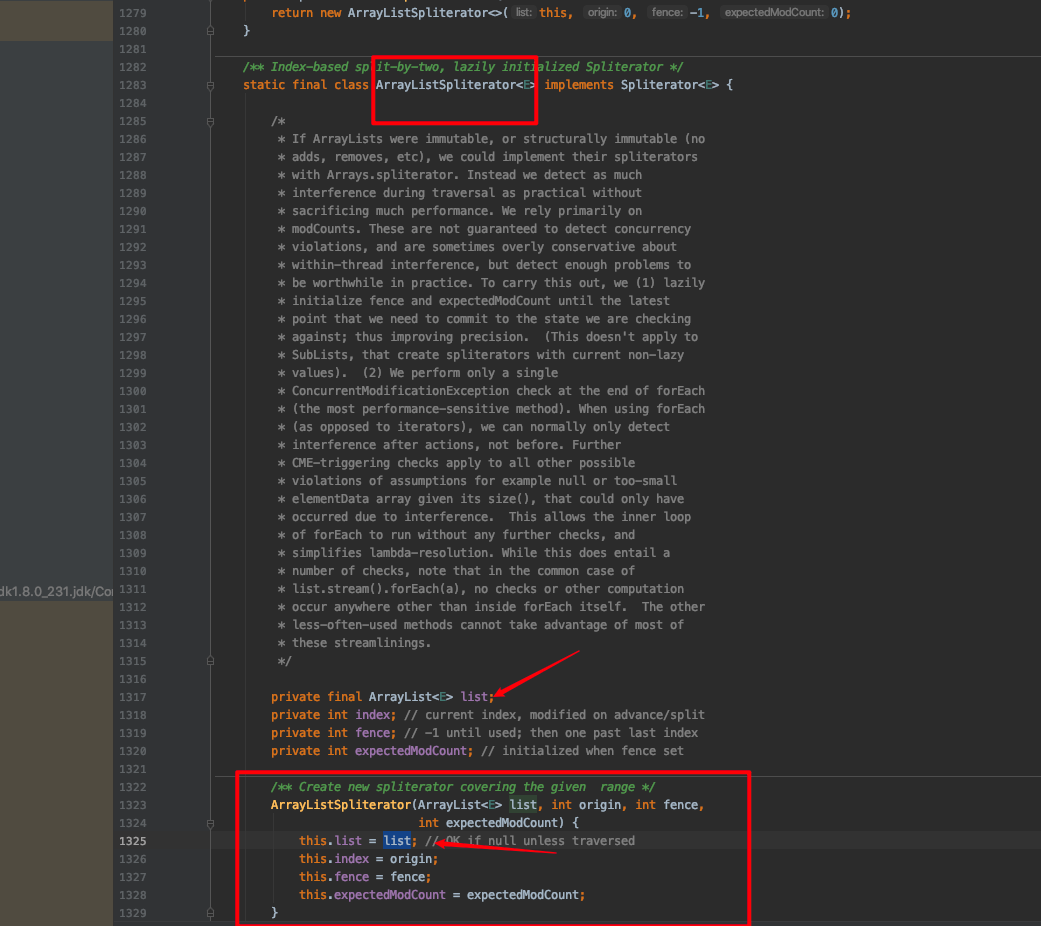 1279 return new ArrayListSpliterator<>( list: this, origin: 0, fence: -1, expectedModCount: 0);
1280 }
1281
1282 /** Index-based split-by-two, lazily initialized Spliterator */
1283 static final class ArrayListSpliterator<E> implements Spliterator<E> {
1284
1285 /*
1286 * If ArrayLists were immutable, or structurally immutable (no
1287 * adds, removes, etc), we could implement their spliterators
1288 * with Arrays.spliterator. Instead we detect as much
1289 * interference during traversal as practical without
1290 * sacrificing much performance. We rely primarily on
1291 * modCounts. These are not guaranteed to detect concurrency
1292 * violations, and are sometimes overly conservative about
1293 * within-thread interference, but detect enough problems to
1294 * be worthwhile in practice. To carry this out, we (1) lazily
1295 * initialize fence and expectedModCount until the latest
1296 * point that we need to commit to the state we are checking
1297 * against; thus improving precision.  (This doesn't apply to
1298 * SubLists, that create spliterators with current non-lazy
1299 * values).  (2) We perform only a single
1300 * ConcurrentModificationException check at the end of forEach
1301 * (the most performance-sensitive method). When using forEach
1302 * (as opposed to iterators), we can normally only detect
1303 * interference after actions, not before. Further
1304 * CME-triggering checks apply to all other possible
1305 * violations of assumptions for example null or too-small
1306 * elementData array given its size(), that could only have
1307 * occurred due to interference.  This allows the inner loop
1308 * of forEach to run without any further checks, and
1309 * simplifies lambda-resolution. While this does entail a
1310 * number of checks, note that in the common case of
dk1.8.0_231.jdk/Con
1311 * list.stream().forEach(a), no checks or other computation
1312 * occur anywhere other than inside forEach itself.  The other
1313 * less-often-used methods cannot take advantage of most of
1314 * these streamlinings.
1315 */
1316
1317 private final ArrayList<E> list;
1318 private int index; // current index, modified on advance/split
1319 private int fence; // -1 until used; then one past last index
1320 private int expectedModCount; // initialized when fence set
1321
1322 /** Create new spliterator covering the given  range */
1323 ArrayListSpliterator(ArrayList<E> list, int origin, int fence,
1324 int expectedModCount) {
1325 this.list = list; // OK if null unless traversed
1326 this.index = origin;
1327 this.fence = fence;
1328 this.expectedModCount = expectedModCount;
1329 }